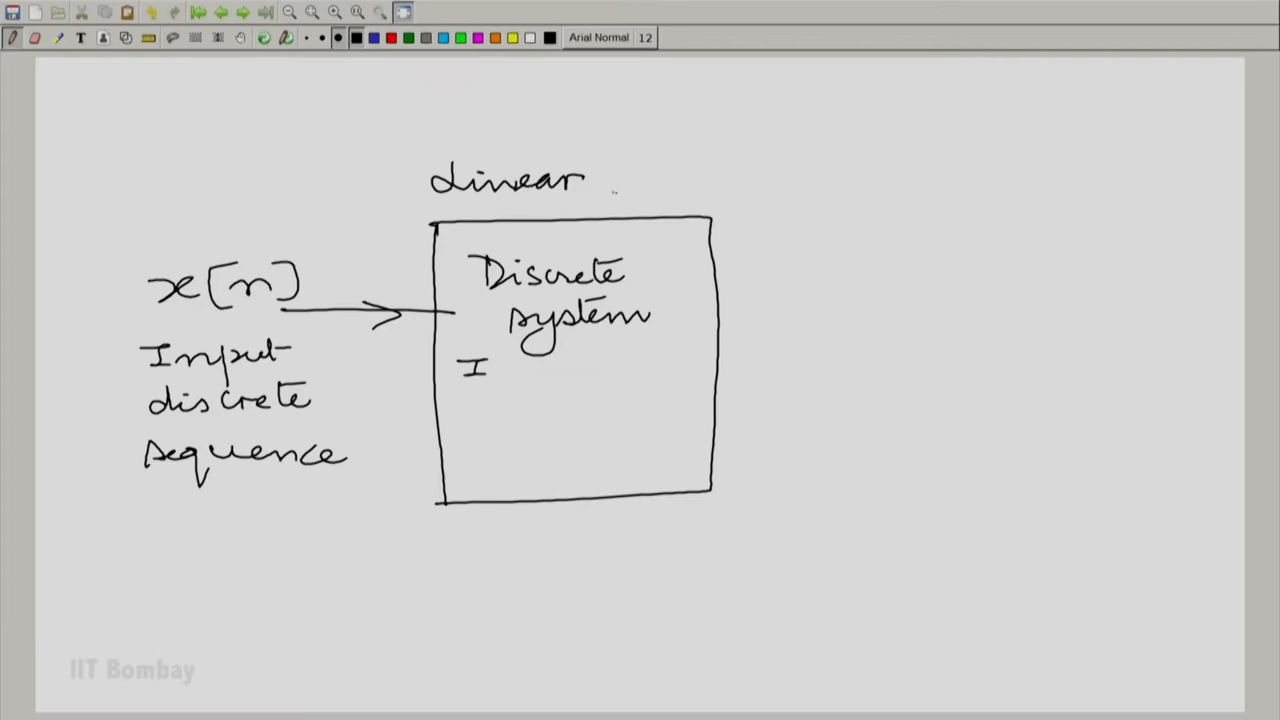 Arial Normal 12
Linear
x[n]
Discrete
system
I
Input
discrete
sequence
IIT Bombay